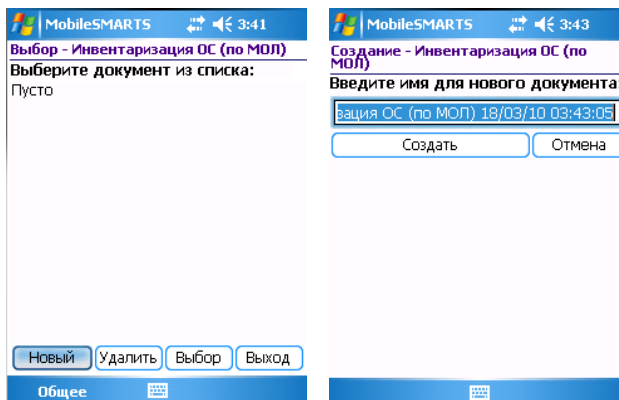 MobileSMARTS 3:41
Выбор - Инвентаризация ОС (по МОЛ)
Выберите документ из списка:
Пусто
Новый Удалить Выбор Выход
Общее
MobileSMARTS 3:43
Создание - Инвентаризация ОС (по
МОЛ)
Введите имя для нового документа:
зация ОС (по МОЛ) 18/03/10 03:43:05
Создать Отмена